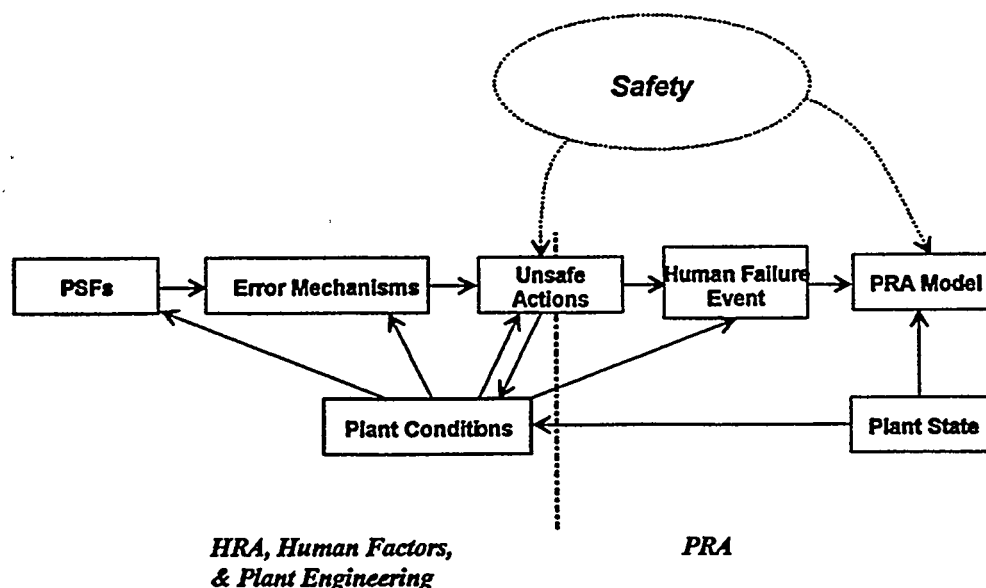 Safety
PSFs
Error Mechanisms
Unsafe
Actions
Human Failure
Event
PRA Model
Plant Conditions
Plant State
HRA, Human Factors,
& Plant Engineering
PRA